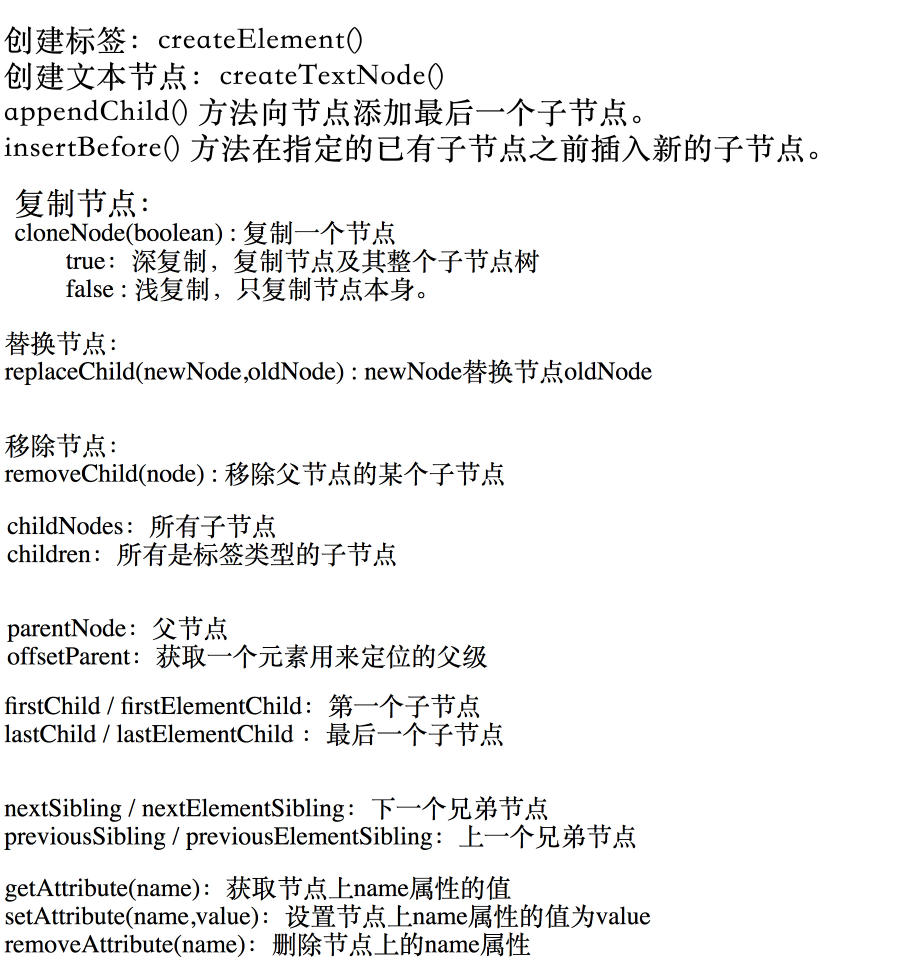 创建标签：createElement()
创建文本节点：createTextNode()
appendChild() 方法向节点添加最后一个子节点。
insertBefore() 方法在指定的已有子节点之前插入新的子节点。
复制节点：
cloneNode(boolean) : 复制一个节点
true：深复制，复制节点及其整个子节点树
false : 浅复制，只复制节点本身。
替换节点：
replaceChild(newNode,oldNode) : newNode替换节点oldNode
移除节点：
removeChild(node) : 移除父节点的某个子节点
childNodes：所有子节点
children：所有是标签类型的子节点
parentNode：父节点
offsetParent：获取一个元素用来定位的父级
firstChild / firstElementChild：第一个子节点
lastChild / lastElementChild ：最后一个子节点
nextSibling / nextElementSibling：下一个兄弟节点
previousSibling / previousElementSibling：上一个兄弟节点
getAttribute(name)：获取节点上name属性的值
setAttribute(name,value)：设置节点上name属性的值为value
removeAttribute(name)：删除节点上的name属性